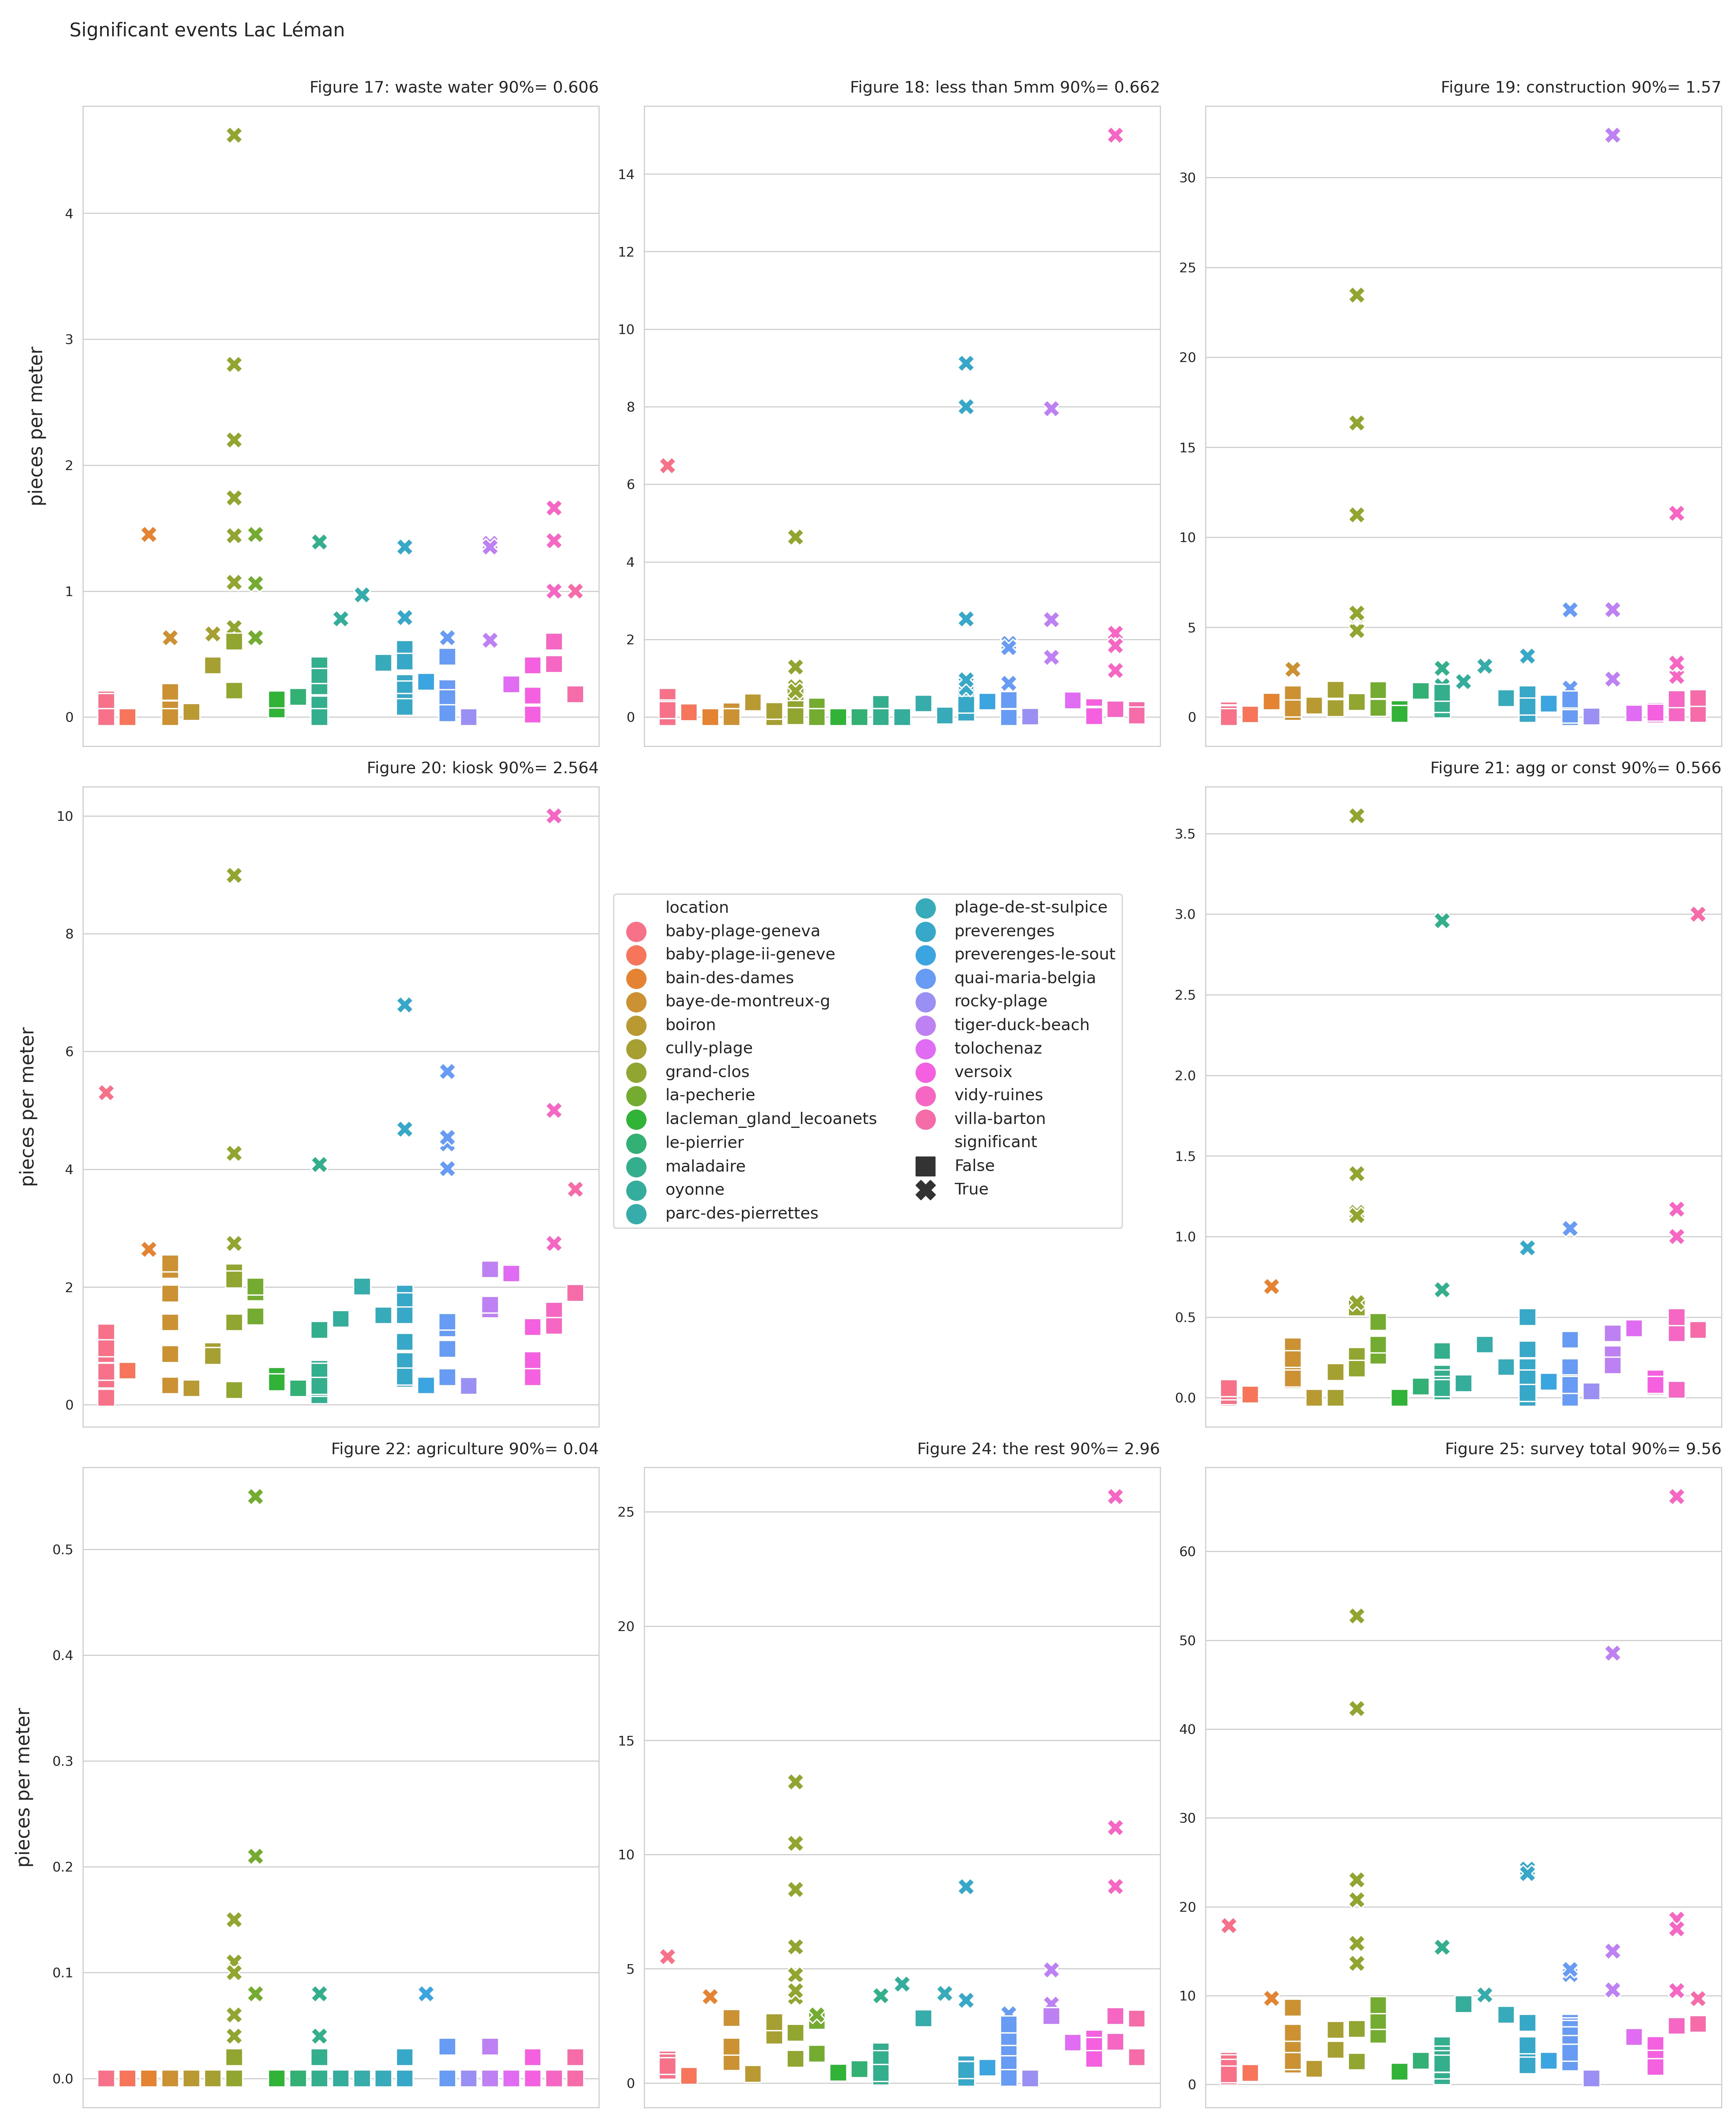 Significant events Lac Léman
Figure 17: waste water 90%= 0.606
Figure 18: less than 5mm 90%= 0.662
Figure 19: construction 90%= 1.57
pieces per meter
4
3
2
1
0
14
12
10
8
6
4
2
0
30
25
20
15
10
5
0
Figure 20: kiosk 90%= 2.564
Figure 21: agg or const 90%= 0.566
pieces per meter
10
8
6
4
2
0
location
baby-plage-geneva
baby-plage-ii-geneve
bain-des-dames
baye-de-montreux-g
boiron
cully-plage
grand-clos
la-pecherie
lacleman_gland_lecoanets
le-pierrier
maladaire
oyonne
parc-des-pierrettes
plage-de-st-sulpice
preverenges
preverenges-le-sout
quai-maria-belgia
rocky-plage
tiger-duck-beach
tolochenaz
versoix
vidy-ruines
villa-barton
significant
False
True
3.5
3.0
2.5
2.0
1.5
1.0
0.5
0.0
Figure 22: agriculture 90%= 0.04
Figure 24: the rest 90%= 2.96
Figure 25: survey total 90%= 9.56
pieces per meter
0.5
0.4
0.3
0.2
0.1
0.0
25
20
15
10
5
0
60
50
40
30
20
10
0